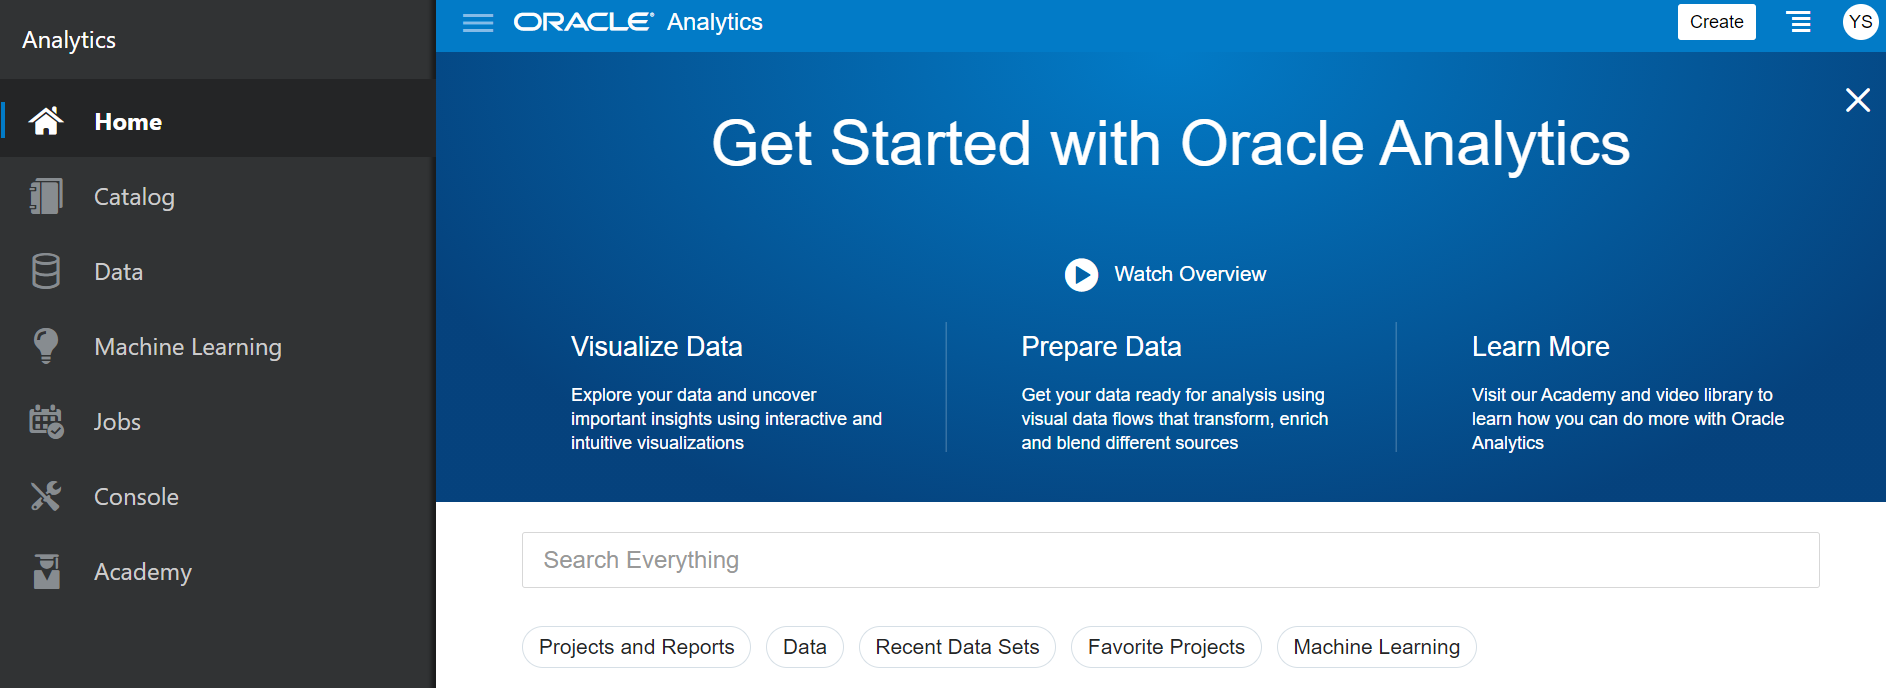 Analytics
Home
Catalog
Data
Machine Learning
Jobs
Console
Academy
ORACLE® Analytics
Create
YS
Get Started with Oracle Analytics
Watch Overview
Visualize Data
Explore your data and uncover
important insights using interactive and
intuitive visualizations
Prepare Data
Get your data ready for analysis using
visual data flows that transform, enrich
and blend different sources
Learn More
Visit our Academy and video library to
learn how you can do more with Oracle
Analytics
Search Everything
Projects and Reports
Data
Recent Data Sets
Favorite Projects
Machine Learning